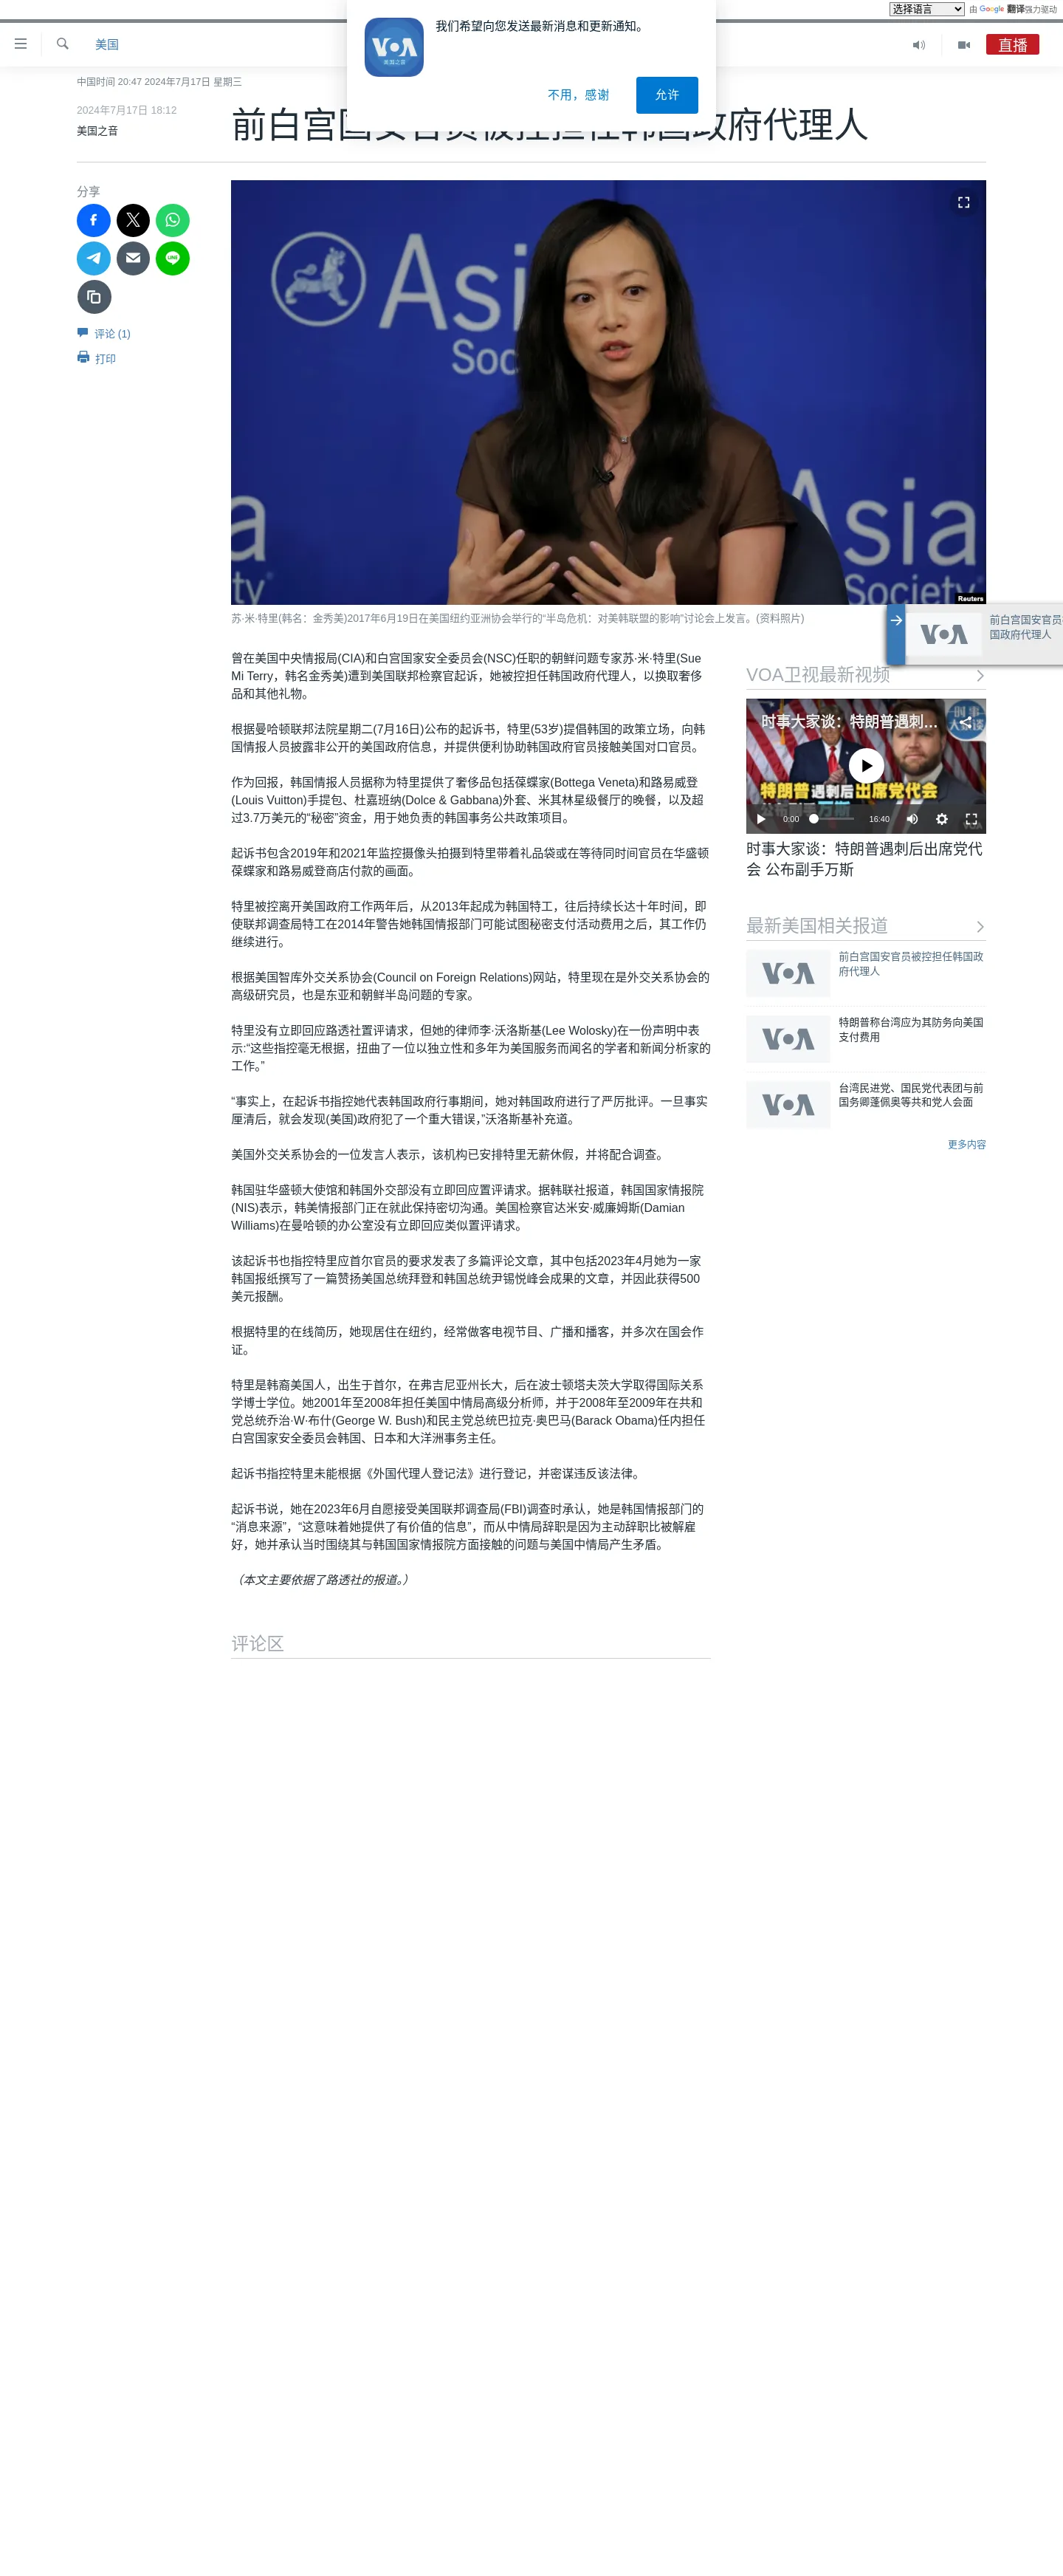 选择语言
由 Google 翻译强力驱动
VOA
美国之音
我们希望向您发送最新消息和更新通知。
不用，感谢
允许
美国
直播
中国时间 20:47 2024年7月17日 星期三
2024年7月17日 18:12
美国之音
前白宫国安官员被控担任韩国政府代理人
分享
评论 (1)
打印
Asia
Society
Asia
Society
a
ty
Reuters
苏·米·特里(韩名：金秀美)2017年6月19日在美国纽约亚洲协会举行的“半岛危机：对美韩联盟的影响”讨论会上发言。(资料照片)
VOA
前白宫国安官员
国政府代理人
曾在美国中央情报局(CIA)和白宫国家安全委员会(NSC)任职的朝鲜问题专家苏·米·特里(Sue
Mi Terry，韩名金秀美)遭到美国联邦检察官起诉，她被控担任韩国政府代理人，以换取奢侈
品和其他礼物。
根据曼哈顿联邦法院星期二(7月16日)公布的起诉书，特里(53岁)提倡韩国的政策立场，向韩
国情报人员披露非公开的美国政府信息，并提供便利协助韩国政府官员接触美国对口官员。
作为回报，韩国情报人员据称为特里提供了奢侈品包括葆蝶家(Bottega Veneta)和路易威登
(Louis Vuitton)手提包、杜嘉班纳(Dolce & Gabbana)外套、米其林星级餐厅的晚餐，以及超
过3.7万美元的“秘密”资金，用于她负责的韩国事务公共政策项目。
起诉书包含2019年和2021年监控摄像头拍摄到特里带着礼品袋或在等待同时间官员在华盛顿
葆蝶家和路易威登商店付款的画面。
特里被控离开美国政府工作两年后，从2013年起成为韩国特工，往后持续长达十年时间，即
使联邦调查局特工在2014年警告她韩国情报部门可能试图秘密支付活动费用之后，其工作仍
继续进行。
根据美国智库外交关系协会(Council on Foreign Relations)网站，特里现在是外交关系协会的
高级研究员，也是东亚和朝鲜半岛问题的专家。
特里没有立即回应路透社置评请求，但她的律师李·沃洛斯基(Lee Wolosky)在一份声明中表
示:“这些指控毫无根据，扭曲了一位以独立性和多年为美国服务而闻名的学者和新闻分析家的
工作。”
“事实上，在起诉书指控她代表韩国政府行事期间，她对韩国政府进行了严厉批评。一旦事实
厘清后，就会发现(美国)政府犯了一个重大错误，”沃洛斯基补充道。
美国外交关系协会的一位发言人表示，该机构已安排特里无薪休假，并将配合调查。
韩国驻华盛顿大使馆和韩国外交部没有立即回应置评请求。据韩联社报道，韩国国家情报院
(NIS)表示，韩美情报部门正在就此保持密切沟通。美国检察官达米安·威廉姆斯(Damian
Williams)在曼哈顿的办公室没有立即回应类似置评请求。
该起诉书也指控特里应首尔官员的要求发表了多篇评论文章，其中包括2023年4月她为一家
韩国报纸撰写了一篇赞扬美国总统拜登和韩国总统尹锡悦峰会成果的文章，并因此获得500
美元报酬。
根据特里的在线简历，她现居住在纽约，经常做客电视节目、广播和播客，并多次在国会作
证。
特里是韩裔美国人，出生于首尔，在弗吉尼亚州长大，后在波士顿塔夫茨大学取得国际关系
学博士学位。她2001年至2008年担任美国中情局高级分析师，并于2008年至2009年在共和
党总统乔治·W·布什(George W. Bush)和民主党总统巴拉克·奥巴马(Barack Obama)任内担任
白宫国家安全委员会韩国、日本和大洋洲事务主任。
起诉书指控特里未能根据《外国代理人登记法》进行登记，并密谋违反该法律。
起诉书说，她在2023年6月自愿接受美国联邦调查局(FBI)调查时承认，她是韩国情报部门的
“消息来源”，“这意味着她提供了有价值的信息”，而从中情局辞职是因为主动辞职比被解雇
好，她并承认当时围绕其与韩国国家情报院方面接触的问题与美国中情局产生矛盾。
（本文主要依据了路透社的报道。）
评论区
VOA卫视最新视频
时事大家谈：特朗普遇刺…
时事
大家谈
特朗普遇刺后出席党代会
0:00
16:40
时事大家谈：特朗普遇刺后出席党代
会 公布副手万斯
最新美国相关报道
VOA
前白宫国安官员被控担任韩国政
府代理人
VOA
特朗普称台湾应为其防务向美国
支付费用
VOA
台湾民进党、国民党代表团与前
国务卿蓬佩奥等共和党人会面
更多内容